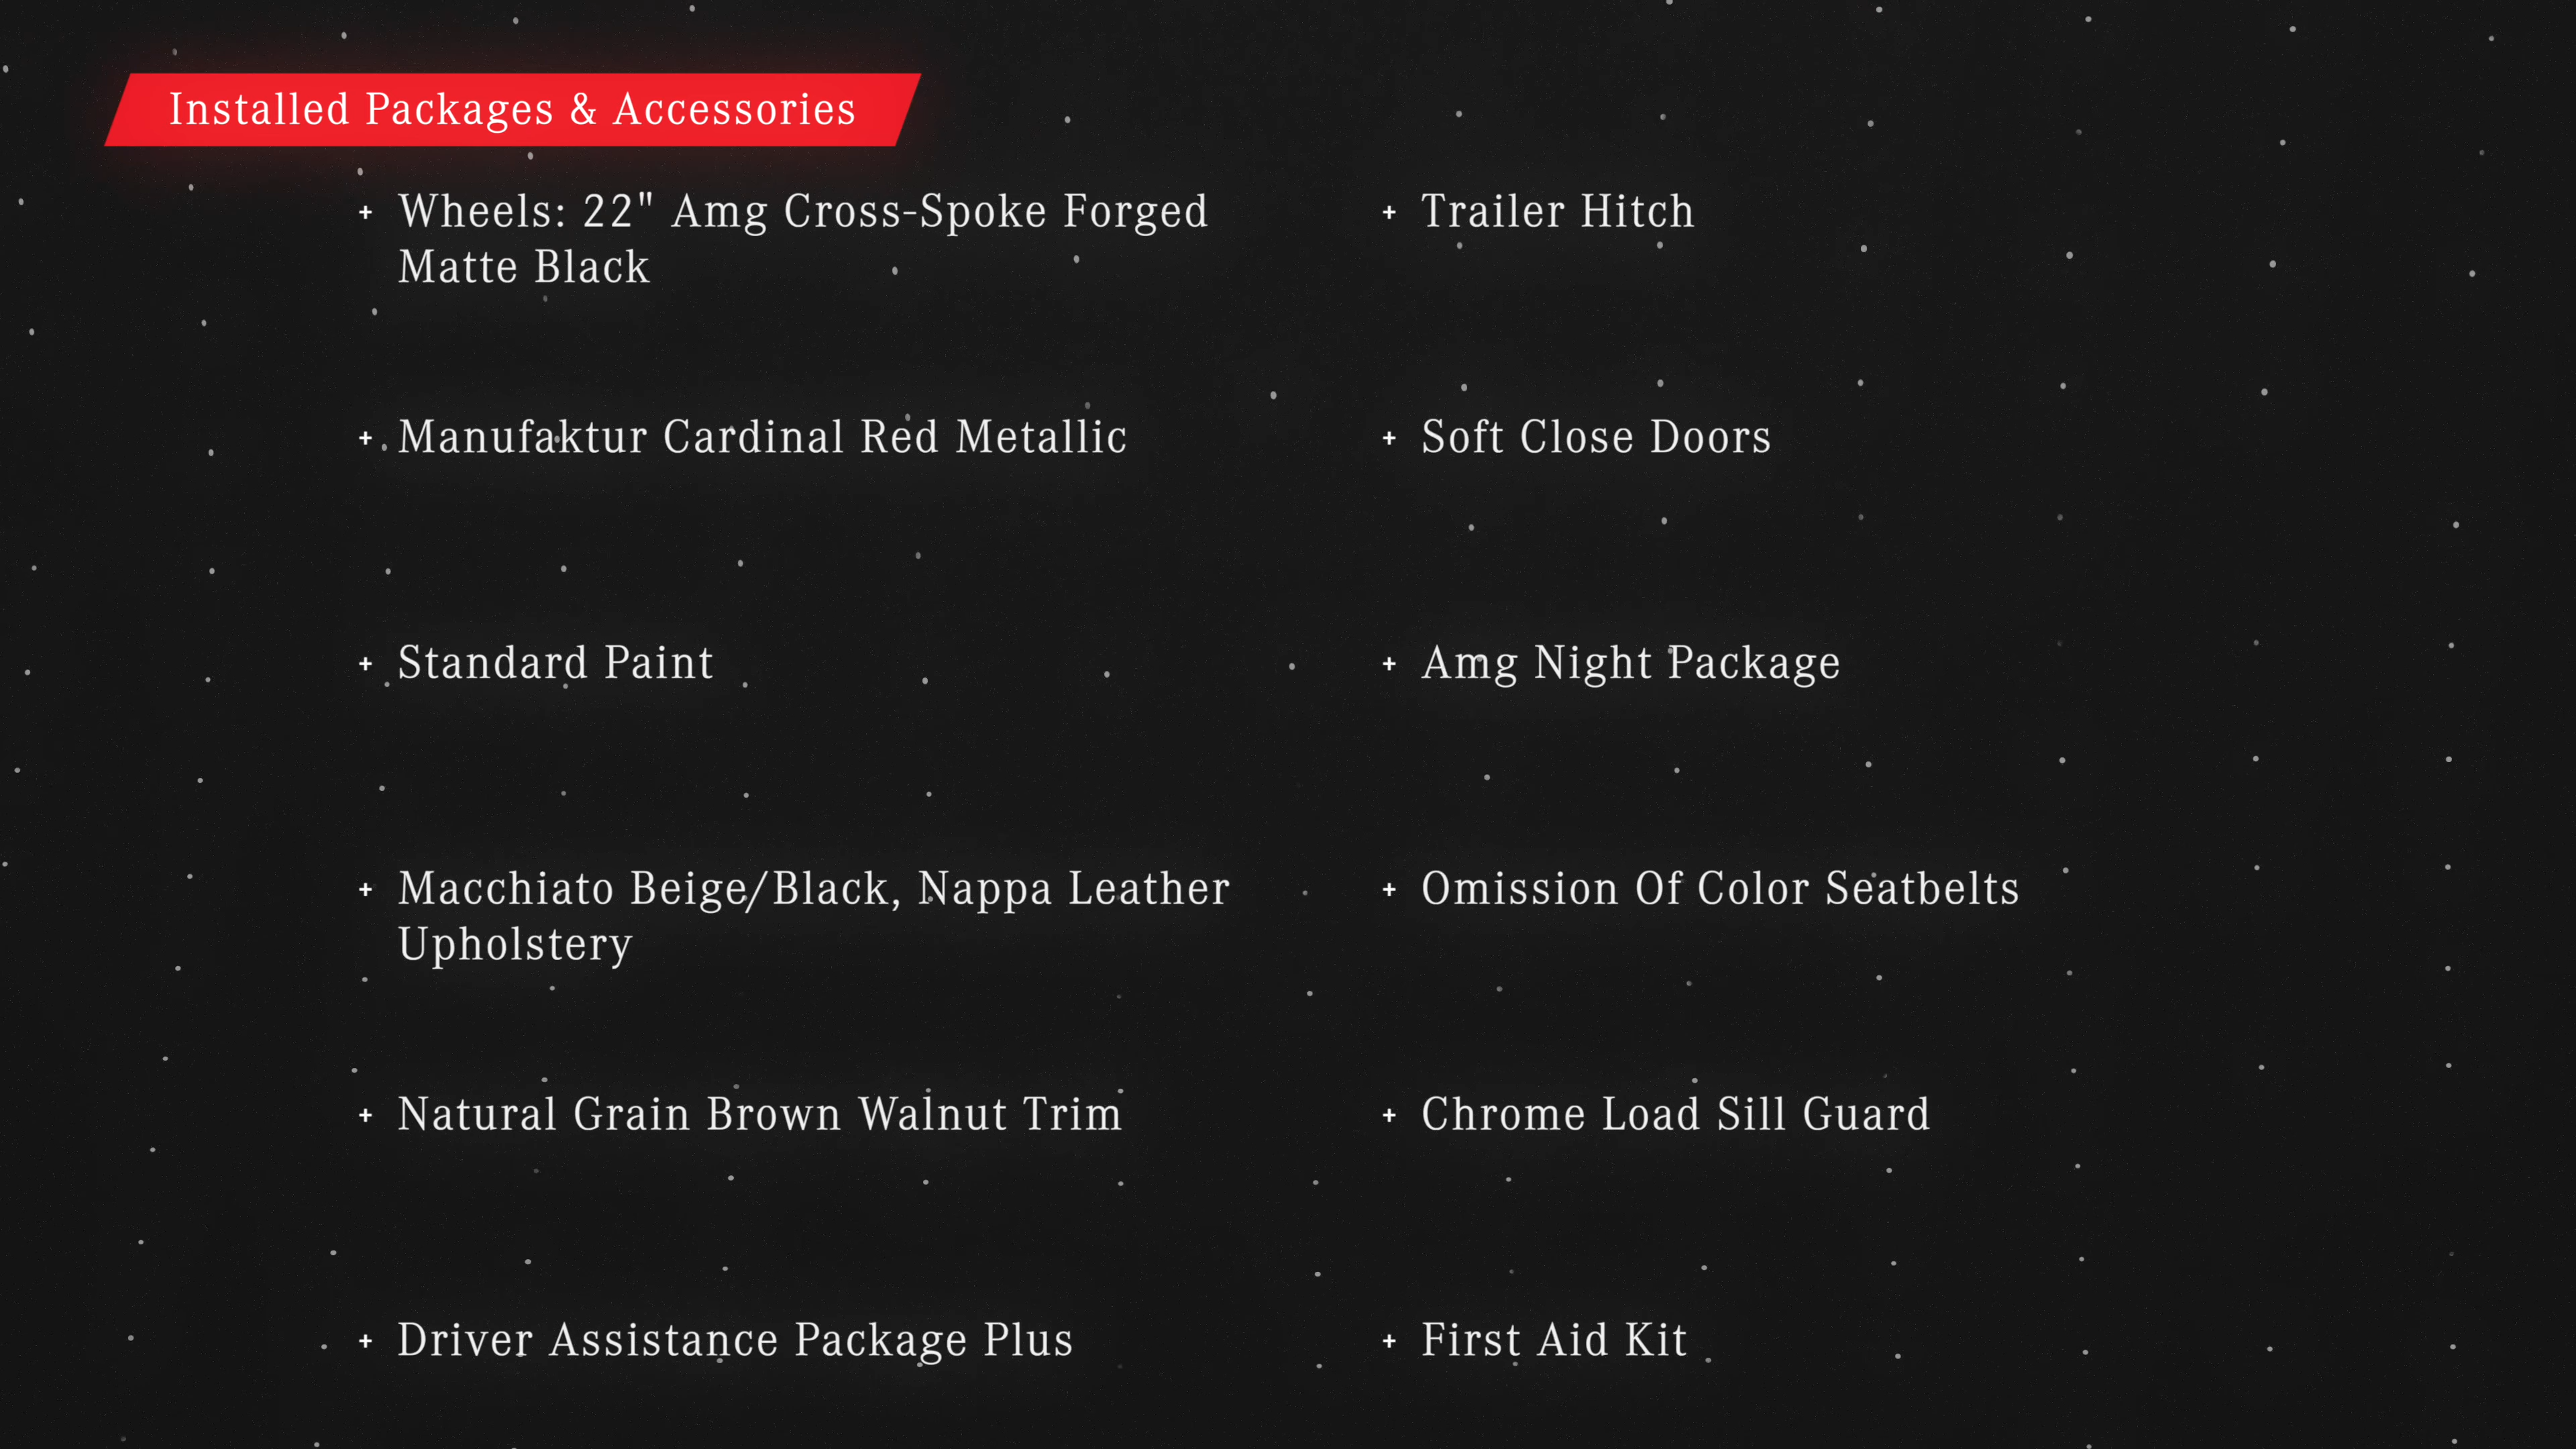 Installed Packages & Accessories
+ Wheels: 22" Amg Cross-Spoke Forged
Matte Black
+ Manufaktur Cardinal Red Metallic
+ Standard Paint
+ Macchiato Beige/Black, Nappa Leather
Upholstery
+ Natural Grain Brown Walnut Trim
+ Driver Assistance Package Plus
+ Trailer Hitch
+ Soft Close Doors
+ Amg Night Package
+ Omission Of Color Seatbelts
+ Chrome Load Sill Guard
+ First Aid Kit